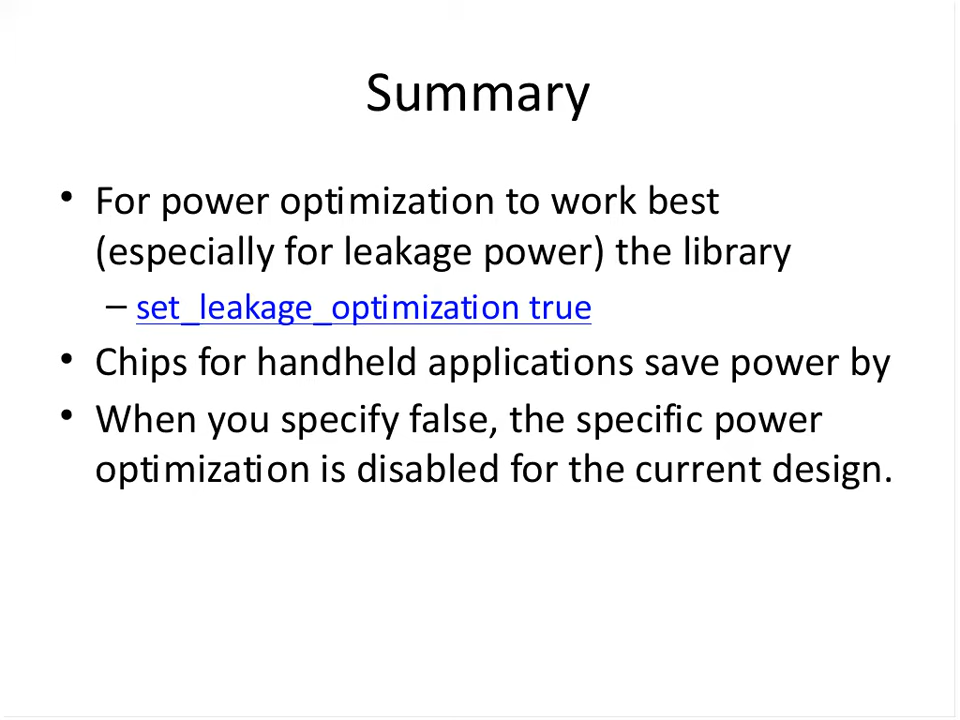 Summary
• For power optimization to work best
(especially for leakage power) the library
– set_leakage_optimization true
• Chips for handheld applications save power by
• When you specify false, the specific power
optimization is disabled for the current design.